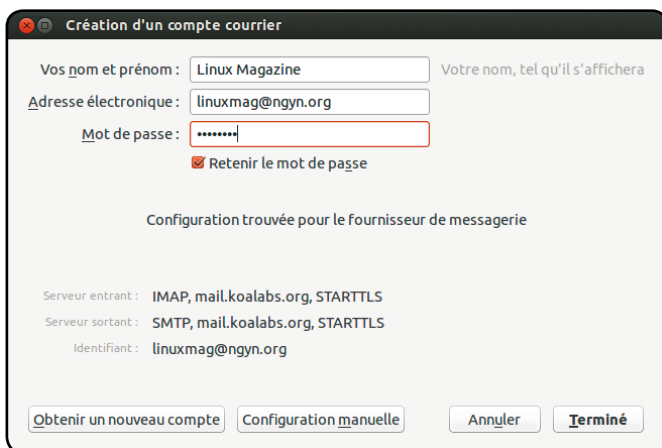 Création d'un compte courrier
Vos nom et prénom : Linux Magazine Votre nom, tel qu'il s'affichera
Adresse électronique : linuxmag@ngyn.org
Mot de passe : ••••••••
Retenir le mot de passe
Configuration trouvée pour le fournisseur de messagerie
Serveur entrant : IMAP, mail.koalabs.org, STARTTLS
Serveur sortant : SMTP, mail.koalabs.org, STARTTLS
Identifiant : linuxmag@ngyn.org
Obtenir un nouveau compte Configuration manuelle Annuler Terminé